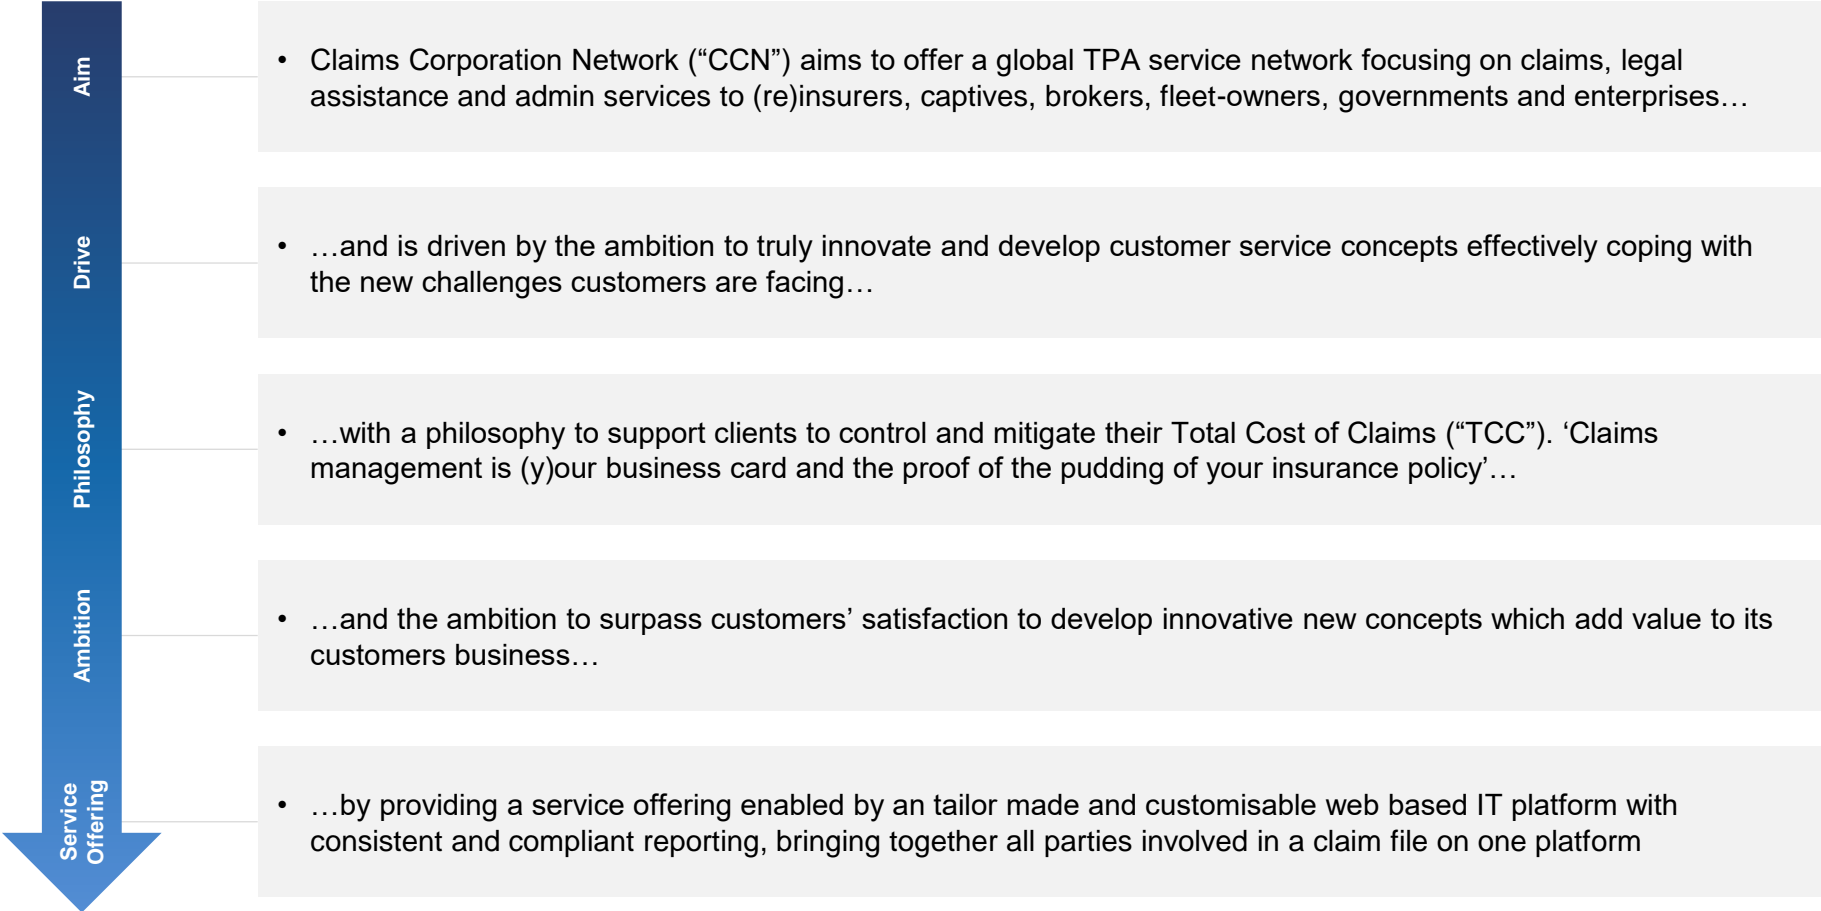 Aim
• Claims Corporation Network (“CCN”) aims to offer a global TPA service network focusing on claims, legal
assistance and admin services to (re)insurers, captives, brokers, fleet-owners, governments and enterprises…
Drive
• …and is driven by the ambition to truly innovate and develop customer service concepts effectively coping with
the new challenges customers are facing…
Philosophy
• …with a philosophy to support clients to control and mitigate their Total Cost of Claims (“TCC”). ‘Claims
management is (y)our business card and the proof of the pudding of your insurance policy’…
Ambition
• …and the ambition to surpass customers’ satisfaction to develop innovative new concepts which add value to its
customers business…
Service
Offering
• …by providing a service offering enabled by an tailor made and customisable web based IT platform with
consistent and compliant reporting, bringing together all parties involved in a claim file on one platform